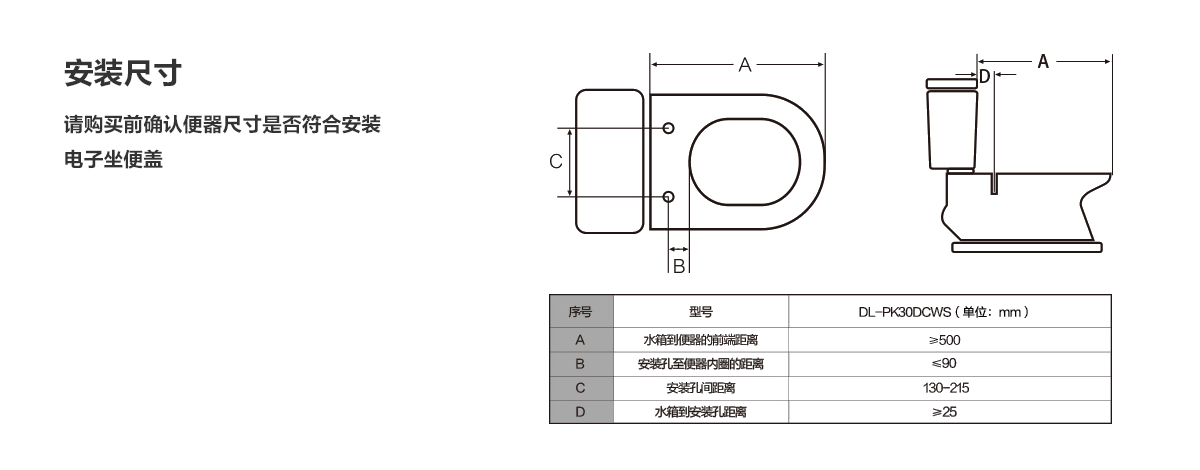 安装尺寸
请购买前确认便器尺寸是否符合安装
电子坐便盖
A
C
B
A
D
序号 型号 DL-PK30DCWS（单位：mm）
A 水箱到便器的前端距离 ≥500
B 安装孔至便器内圈的距离 ≤90
C 安装孔间距离 130-215
D 水箱到安装孔距离 ≥25